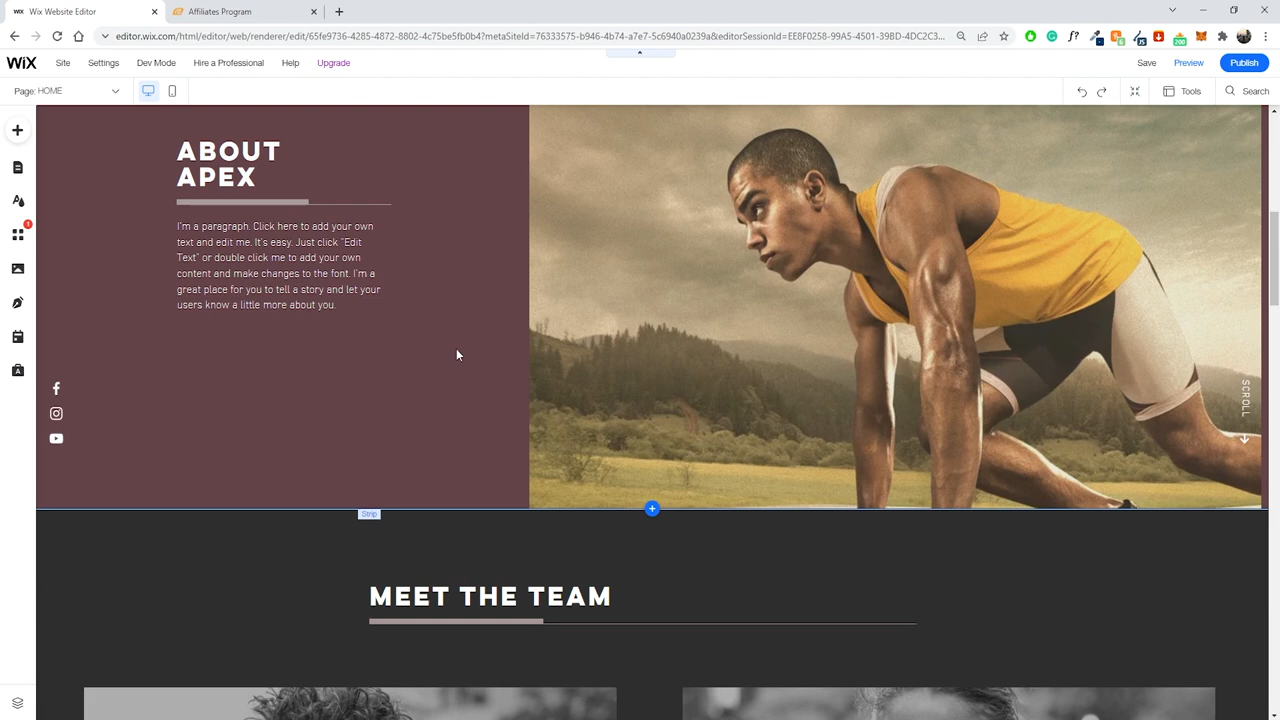 WiX Wix Website Editor
Affiliates Program
editor.wix.com/html/editor/web/renderer/edit/65fe9736-4285-4872-8802-4c75be5fb0b4?metaSiteId=76333575-b946-4b74-a7e7-5c6940a0239a&editorSessionId=EE8F0258-99A5-4501-39BD-4DC2C3...
WiX Site Settings Dev Mode Hire a Professional Help Upgrade Save Preview Publish
Page: HOME Tools Search
ABOUT
APEX
I'm a paragraph. Click here to add your own
text and edit me. It's easy. Just click "Edit
Text" or double click me to add your own
content and make changes to the font. I'm a
great place for you to tell a story and let your
users know a little more about you.
SCROLL
Strip
MEET THE TEAM